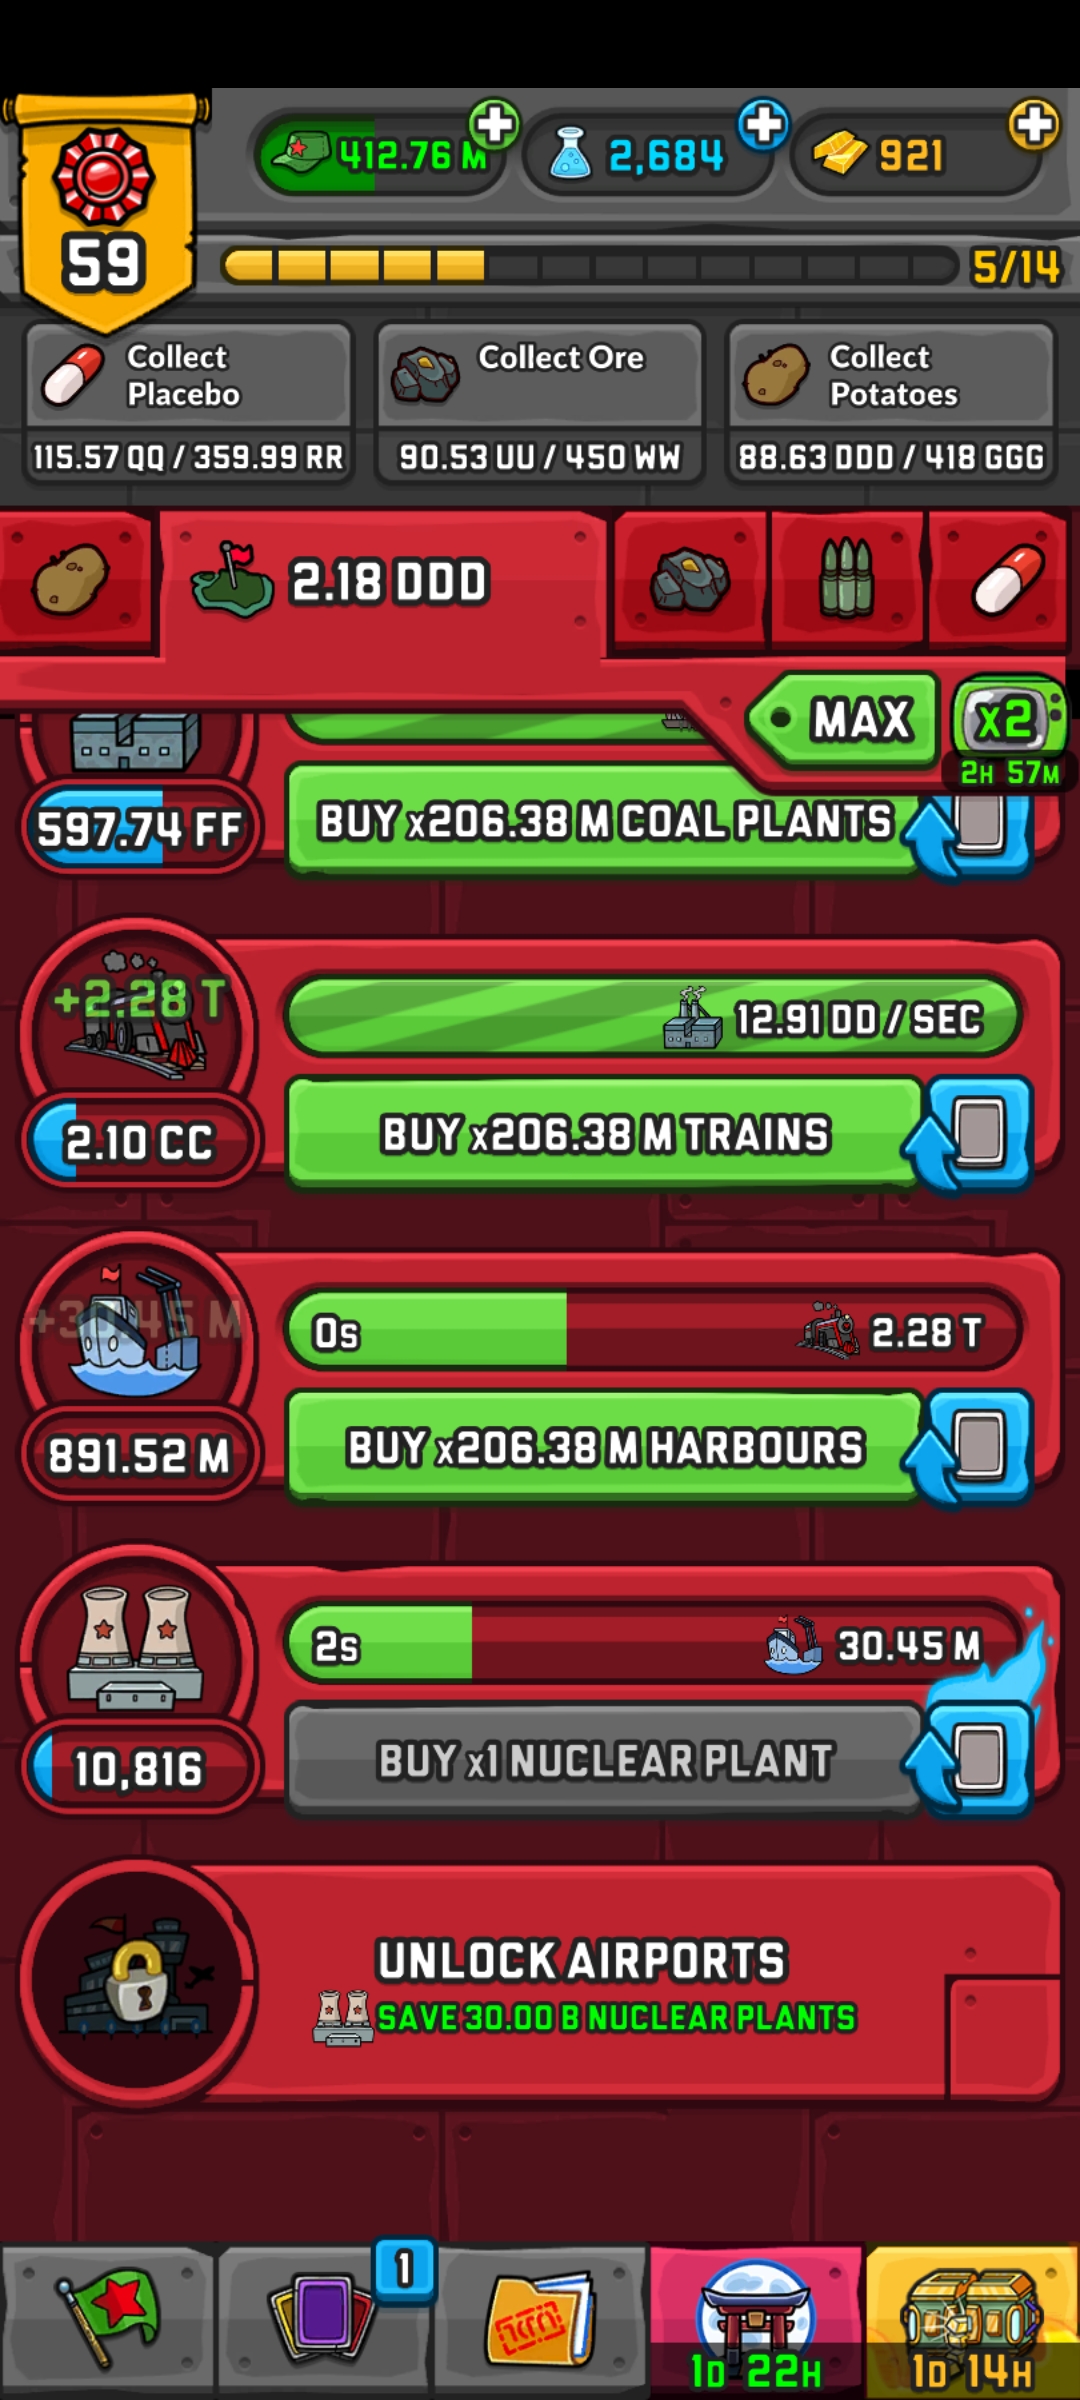 412.76 M
2,684
921
59
5/14
Collect
Placebo
115.57 QQ / 359.99 RR
Collect Ore
90.53 UU / 450 WW
Collect
Potatoes
88.63 DDD / 418 GGG
2.18 DDD
MAX
x2
2H 57M
597.74 FF
BUY x206.38 M COAL PLANTS
+2.28 T
12.91 DD / SEC
2.10 CC
BUY x206.38 M TRAINS
+30.45 M
0s
2.28 T
891.52 M
BUY x206.38 M HARBOURS
2s
30.45 M
10,816
BUY x1 NUCLEAR PLANT
UNLOCK AIRPORTS
SAVE 30.00 B NUCLEAR PLANTS
1
1D 22H
1D 14H